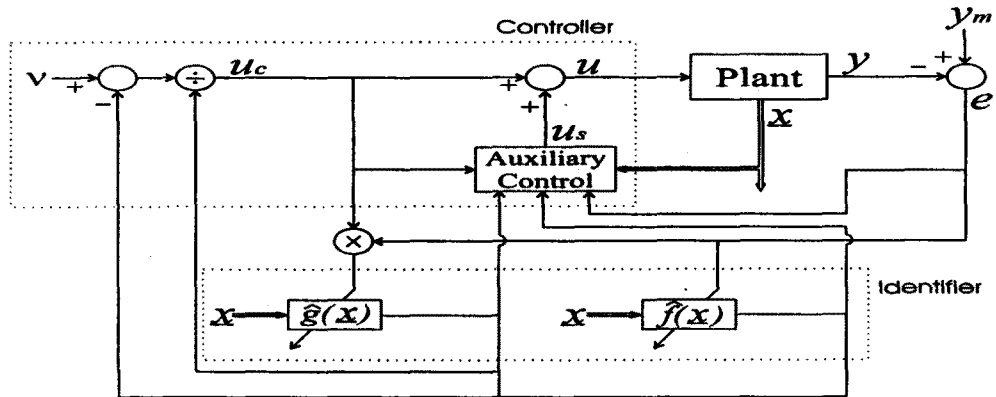 Controller
y_m
ν
+
−
÷
u_c
+
+
u
Plant
y
−
+
e
x
u_s
Auxiliary
Control
×
Identifier
x
ĝ(x)
x
f̂(x)